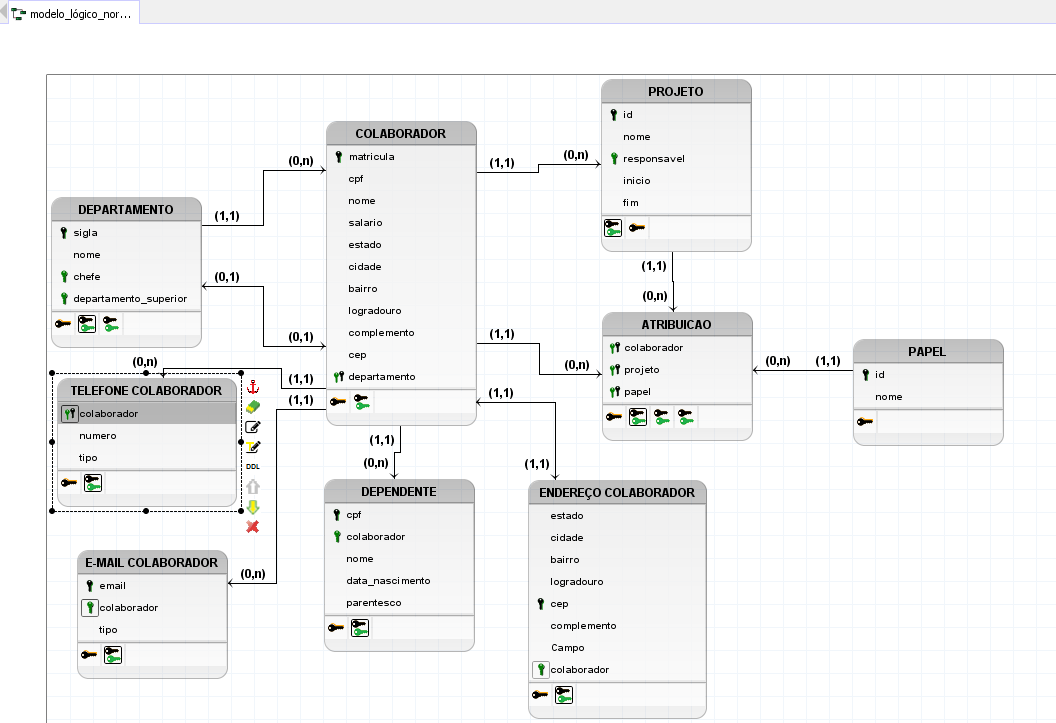 modelo_lógico_nor...
PROJETO
id
nome
responsavel
inicio
fim
COLABORADOR
matricula
cpf
nome
salario
estado
cidade
bairro
logradouro
complemento
cep
departamento
(0,n)
(1,1)
(1,1)
(0,n)
DEPARTAMENTO
sigla
nome
chefe
departamento_superior
(0,1)
(0,1)
(1,1)
(0,n)
ATRIBUICAO
colaborador
projeto
papel
(1,1)
(0,n)
(0,n)
(1,1)
PAPEL
id
nome
(0,n)
TELEFONE COLABORADOR
colaborador
numero
tipo
DDL
(1,1)
(1,1)
(1,1)
(0,n)
(1,1)
(1,1)
DEPENDENTE
cpf
colaborador
nome
data_nascimento
parentesco
ENDEREÇO COLABORADOR
estado
cidade
bairro
logradouro
cep
complemento
Campo
colaborador
E-MAIL COLABORADOR
email
colaborador
tipo
(0,n)